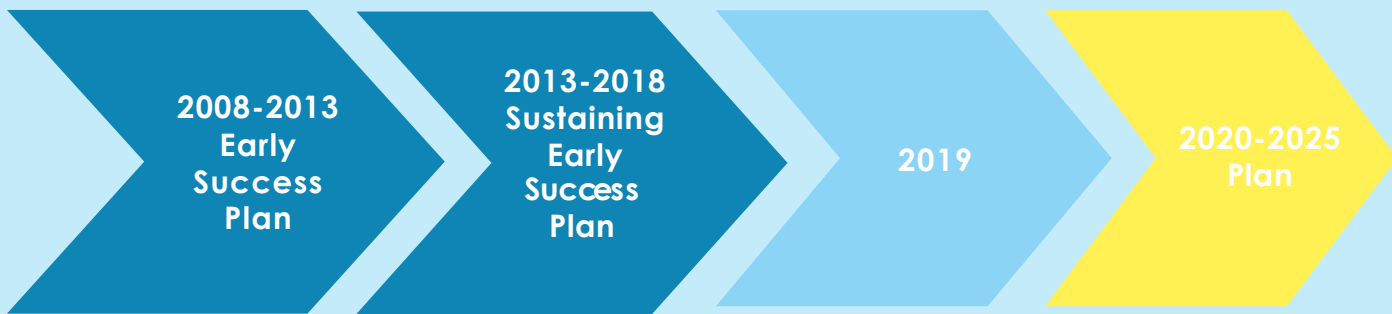 2008-2013
Early
Success
Plan
2013-2018
Sustaining
Early
Success
Plan
2019
2020-2025
Plan